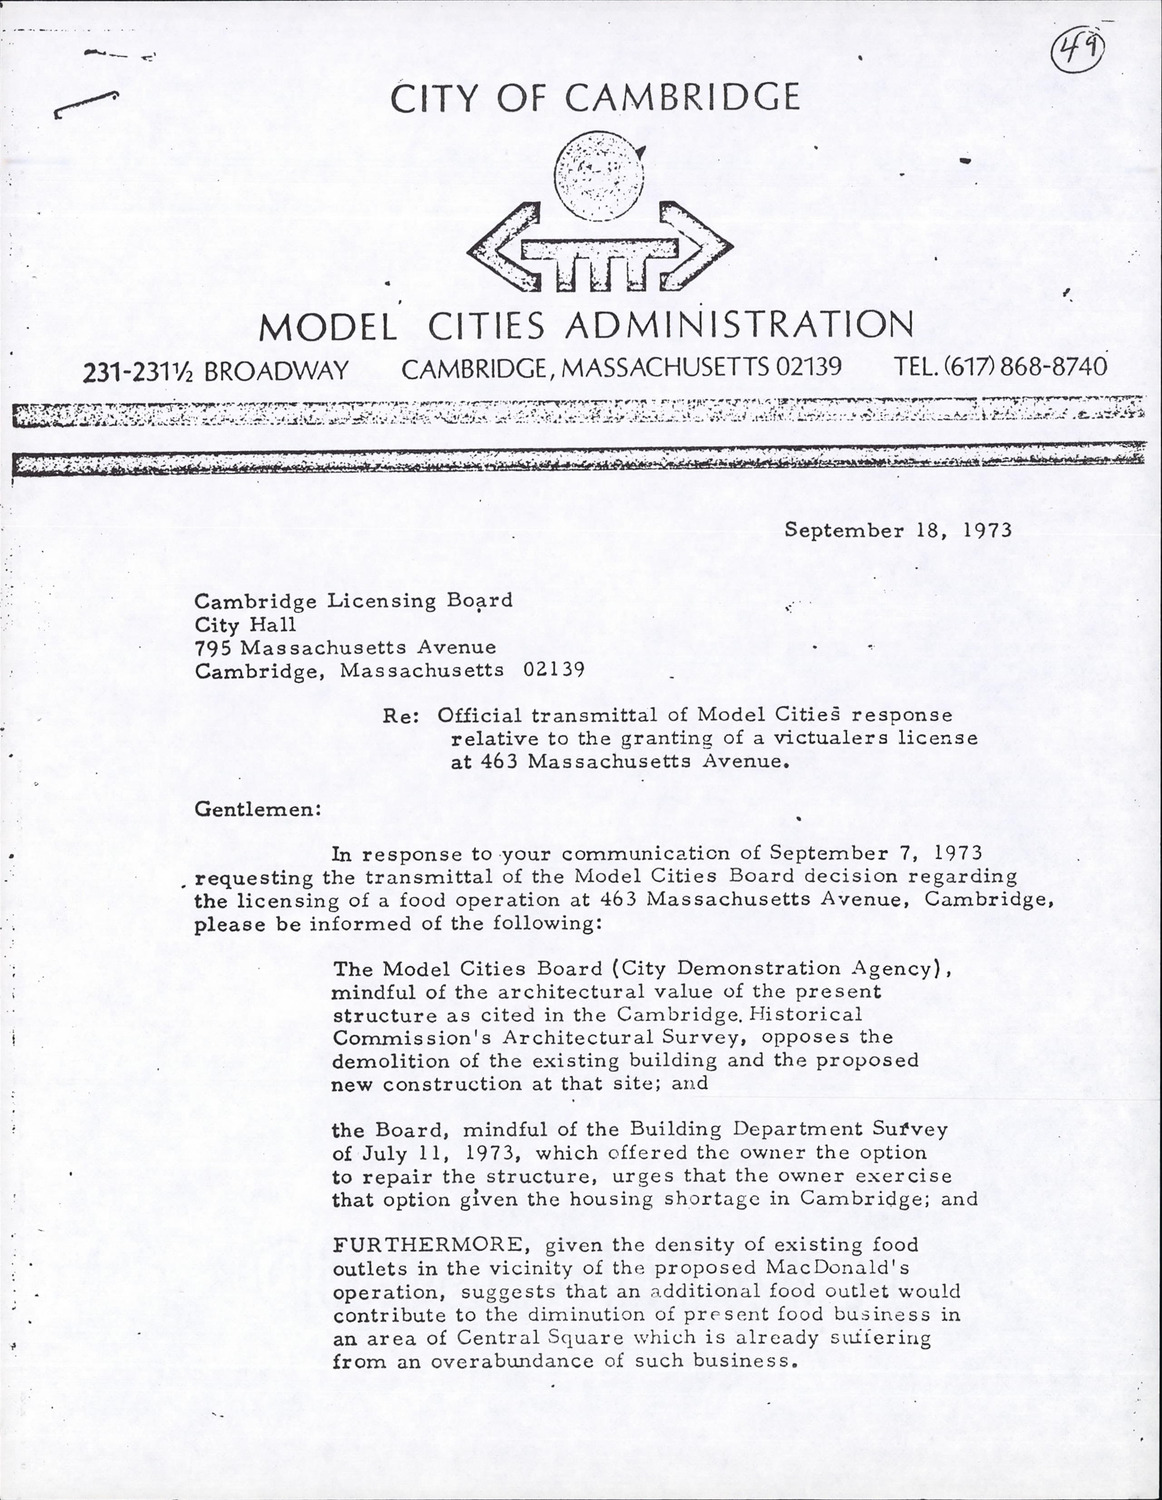 49
CITY OF CAMBRIDGE
MODEL CITIES ADMINISTRATION
231-231½ BROADWAY CAMBRIDGE, MASSACHUSETTS 02139 TEL. (617) 868-8740
September 18, 1973
Cambridge Licensing Board
City Hall
795 Massachusetts Avenue
Cambridge, Massachusetts 02139
Re: Official transmittal of Model Cities response
relative to the granting of a victualers license
at 463 Massachusetts Avenue.
Gentlemen:
In response to your communication of September 7, 1973
requesting the transmittal of the Model Cities Board decision regarding
the licensing of a food operation at 463 Massachusetts Avenue, Cambridge,
please be informed of the following:
The Model Cities Board (City Demonstration Agency),
mindful of the architectural value of the present
structure as cited in the Cambridge Historical
Commission's Architectural Survey, opposes the
demolition of the existing building and the proposed
new construction at that site; and
the Board, mindful of the Building Department Survey
of July 11, 1973, which offered the owner the option
to repair the structure, urges that the owner exercise
that option given the housing shortage in Cambridge; and
FURTHERMORE, given the density of existing food
outlets in the vicinity of the proposed MacDonald's
operation, suggests that an additional food outlet would
contribute to the diminution of present food business in
an area of Central Square which is already suffering
from an overabundance of such business.